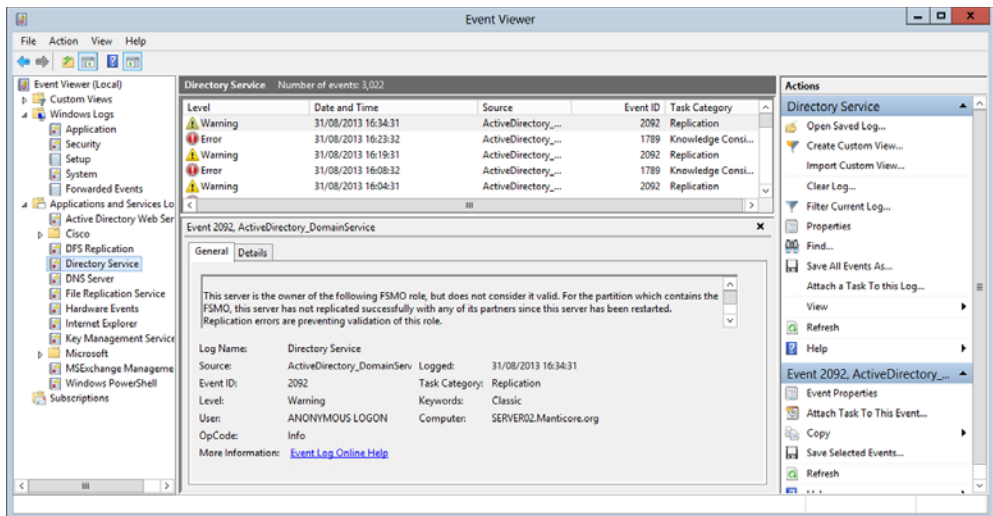 Event Viewer
File Action View Help
Event Viewer (Local)
Custom Views
Windows Logs
Application
Security
Setup
System
Forwarded Events
Applications and Services Lo
Active Directory Web Ser
Cisco
DFS Replication
Directory Service
DNS Server
File Replication Service
Hardware Events
Internet Explorer
Key Management Service
Microsoft
MSExchange Manageme
Windows PowerShell
Subscriptions
Directory Service Number of events: 3,022
Level Date and Time Source Event ID Task Category
Warning 31/08/2013 16:34:31 ActiveDirectory_... 2092 Replication
Error 31/08/2013 16:23:32 ActiveDirectory_... 1789 Knowledge Consi...
Warning 31/08/2013 16:19:31 ActiveDirectory_... 2092 Replication
Error 31/08/2013 16:08:32 ActiveDirectory_... 1789 Knowledge Consi...
Warning 31/08/2013 16:04:31 ActiveDirectory_... 2092 Replication
Event 2092, ActiveDirectory_DomainService
General Details
This server is the owner of the following FSMO role, but does not consider it valid. For the partition which contains the
FSMO, this server has not replicated successfully with any of its partners since this server has been restarted.
Replication errors are preventing validation of this role.
Log Name: Directory Service
Source: ActiveDirectory_DomainServ Logged: 31/08/2013 16:34:31
Event ID: 2092 Task Category: Replication
Level: Warning Keywords: Classic
User: ANONYMOUS LOGON Computer: SERVER02.Manticore.org
OpCode: Info
More Information: Event Log Online Help
Actions
Directory Service
Open Saved Log...
Create Custom View...
Import Custom View...
Clear Log...
Filter Current Log...
Properties
Find...
Save All Events As...
Attach a Task To this Log...
View
Refresh
Help
Event 2092, ActiveDirectory_...
Event Properties
Attach Task To This Event...
Copy
Save Selected Events...
Refresh